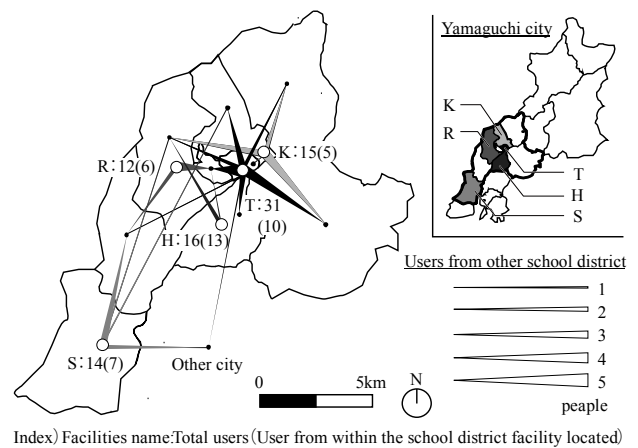 Yamaguchi city
K
R
T
H
S
K:15(5)
R:12(6)
T:31
(10)
H:16(13)
S:14(7)
Other city
Users from other school district
1
2
3
4
5
peaple
0 5km
N
Index) Facilities name:Total users(User from within the school district facility located)